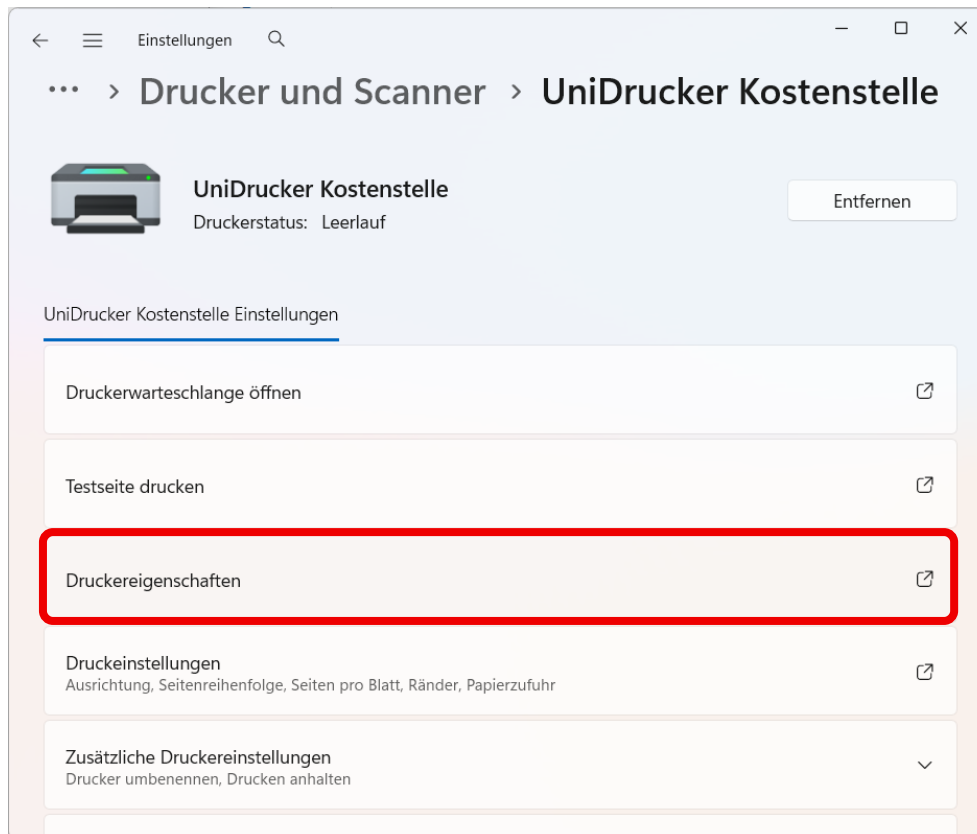 Einstellungen
… > Drucker und Scanner > UniDrucker Kostenstelle
UniDrucker Kostenstelle
Druckerstatus: Leerlauf
Entfernen
UniDrucker Kostenstelle Einstellungen
Druckerwarteschlange öffnen
Testseite drucken
Druckereigenschaften
Druckeinstellungen
Ausrichtung, Seitenreihenfolge, Seiten pro Blatt, Ränder, Papierzufuhr
Zusätzliche Druckereinstellungen
Drucker umbenennen, Drucken anhalten